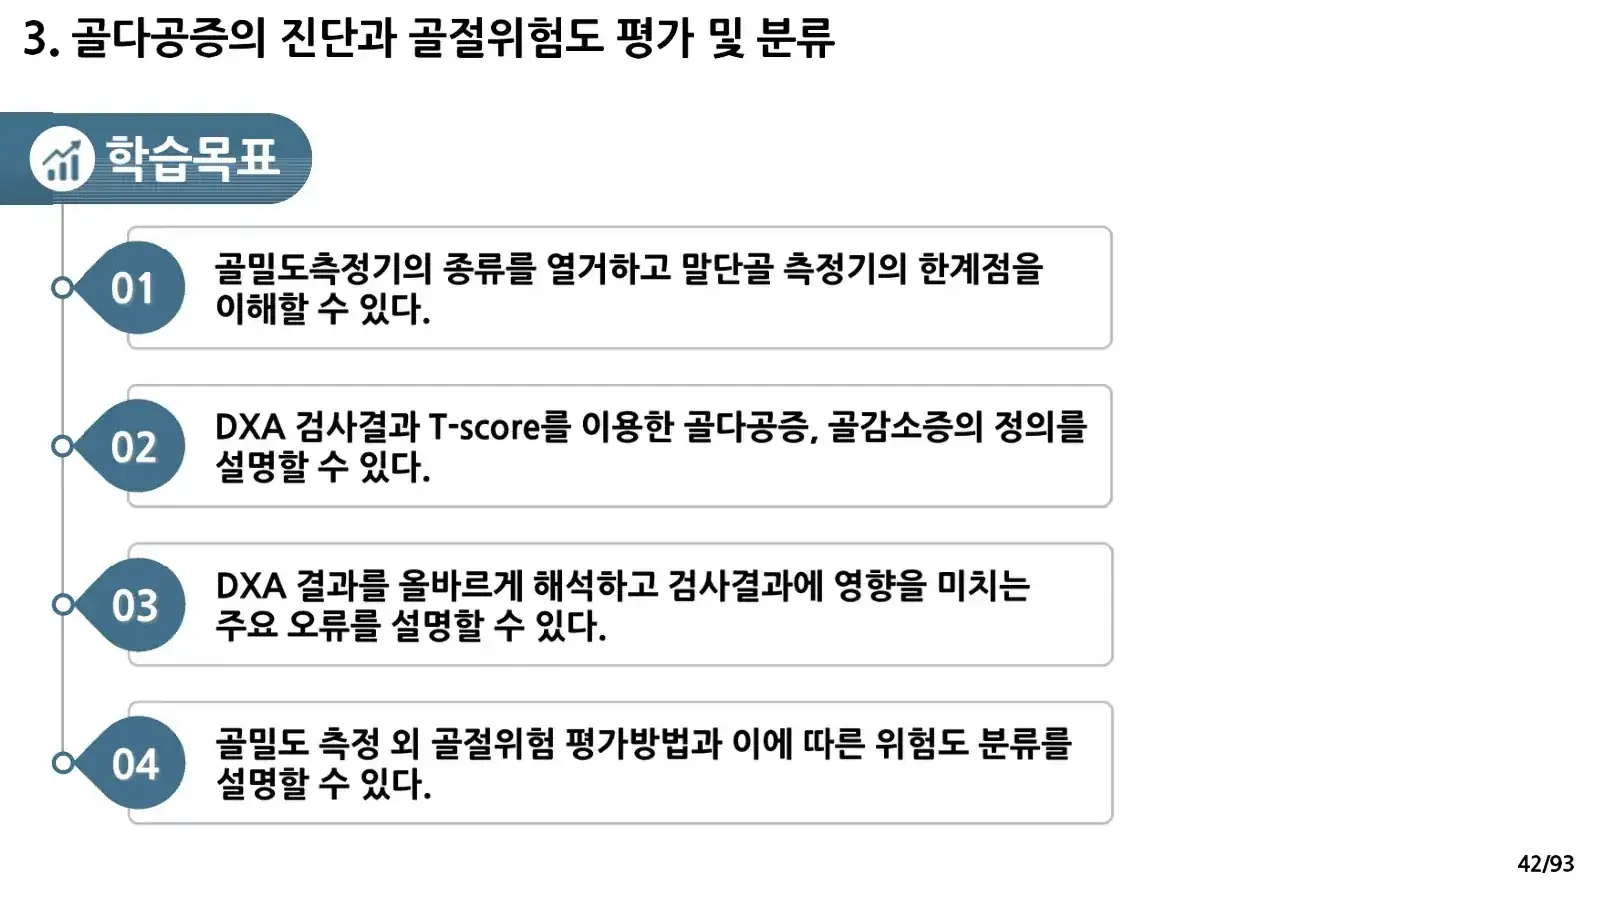 3. 골다공증의 진단과 골절위험도 평가 및 분류
학습목표
01
골밀도측정기의 종류를 열거하고 말단골 측정기의 한계점을
이해할 수 있다.
02
DXA 검사결과 T-score를 이용한 골다공증, 골감소증의 정의를
설명할 수 있다.
03
DXA 결과를 올바르게 해석하고 검사결과에 영향을 미치는
주요 오류를 설명할 수 있다.
04
골밀도 측정 외 골절위험 평가방법과 이에 따른 위험도 분류를
설명할 수 있다.
42/93